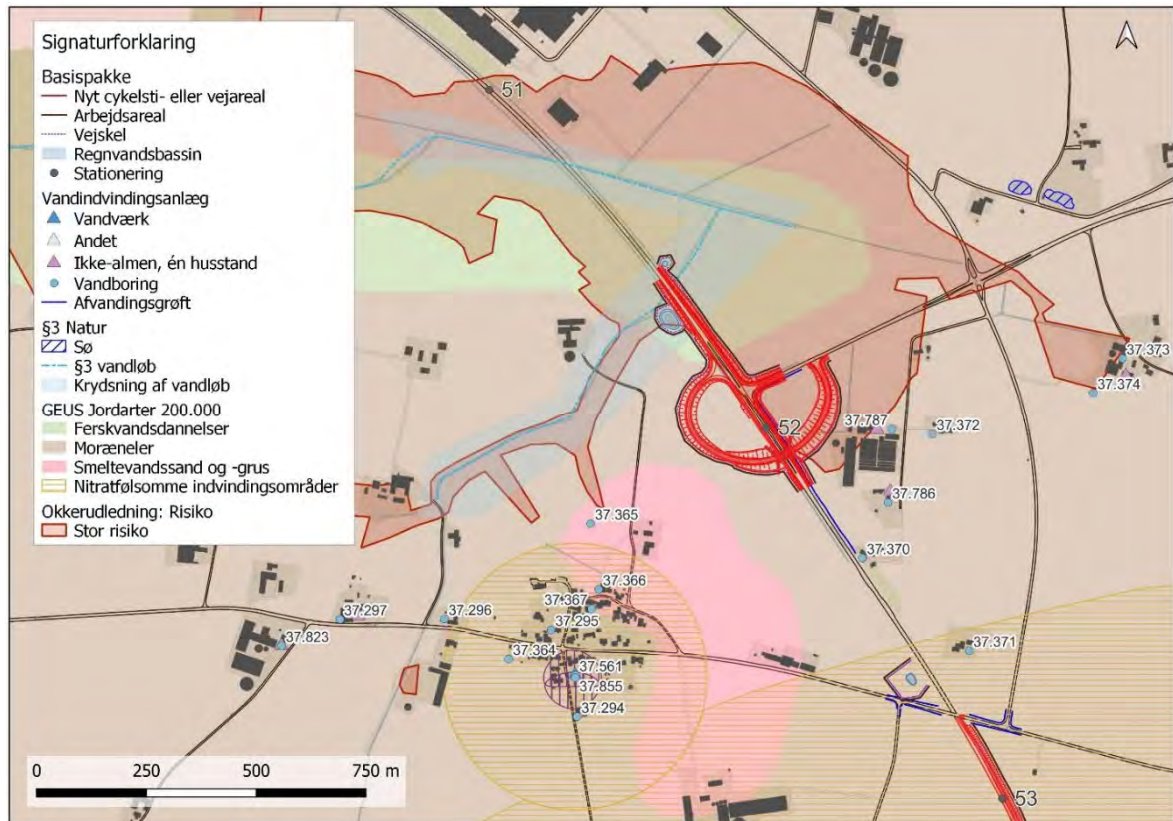 Signaturforklaring
Basispakke
Nyt cykelsti- eller vejareal
Arbejdsareal
Vejskel
Regnvandsbassin
Stationering
Vandindvindingsanlæg
Vandværk
Andet
Ikke-almen, én husstand
Vandboring
Afvandingsgrøft
§3 Natur
Sø
§3 vandløb
Krydsning af vandløb
GEUS Jordarter 200.000
Ferskvandsdannelser
Moræneler
Smeltevandssand og -grus
Nitratfølsomme indvindingsområder
Okkerudledning: Risiko
Stor risiko
0 250 500 750 m
51
37.373
37.374
52
37.787
37.372
37.786
37.365
37.370
37.366
37.367
37.297
37.296
37.295
37.823
37.364
37.371
37.561
37.855
37.294
53